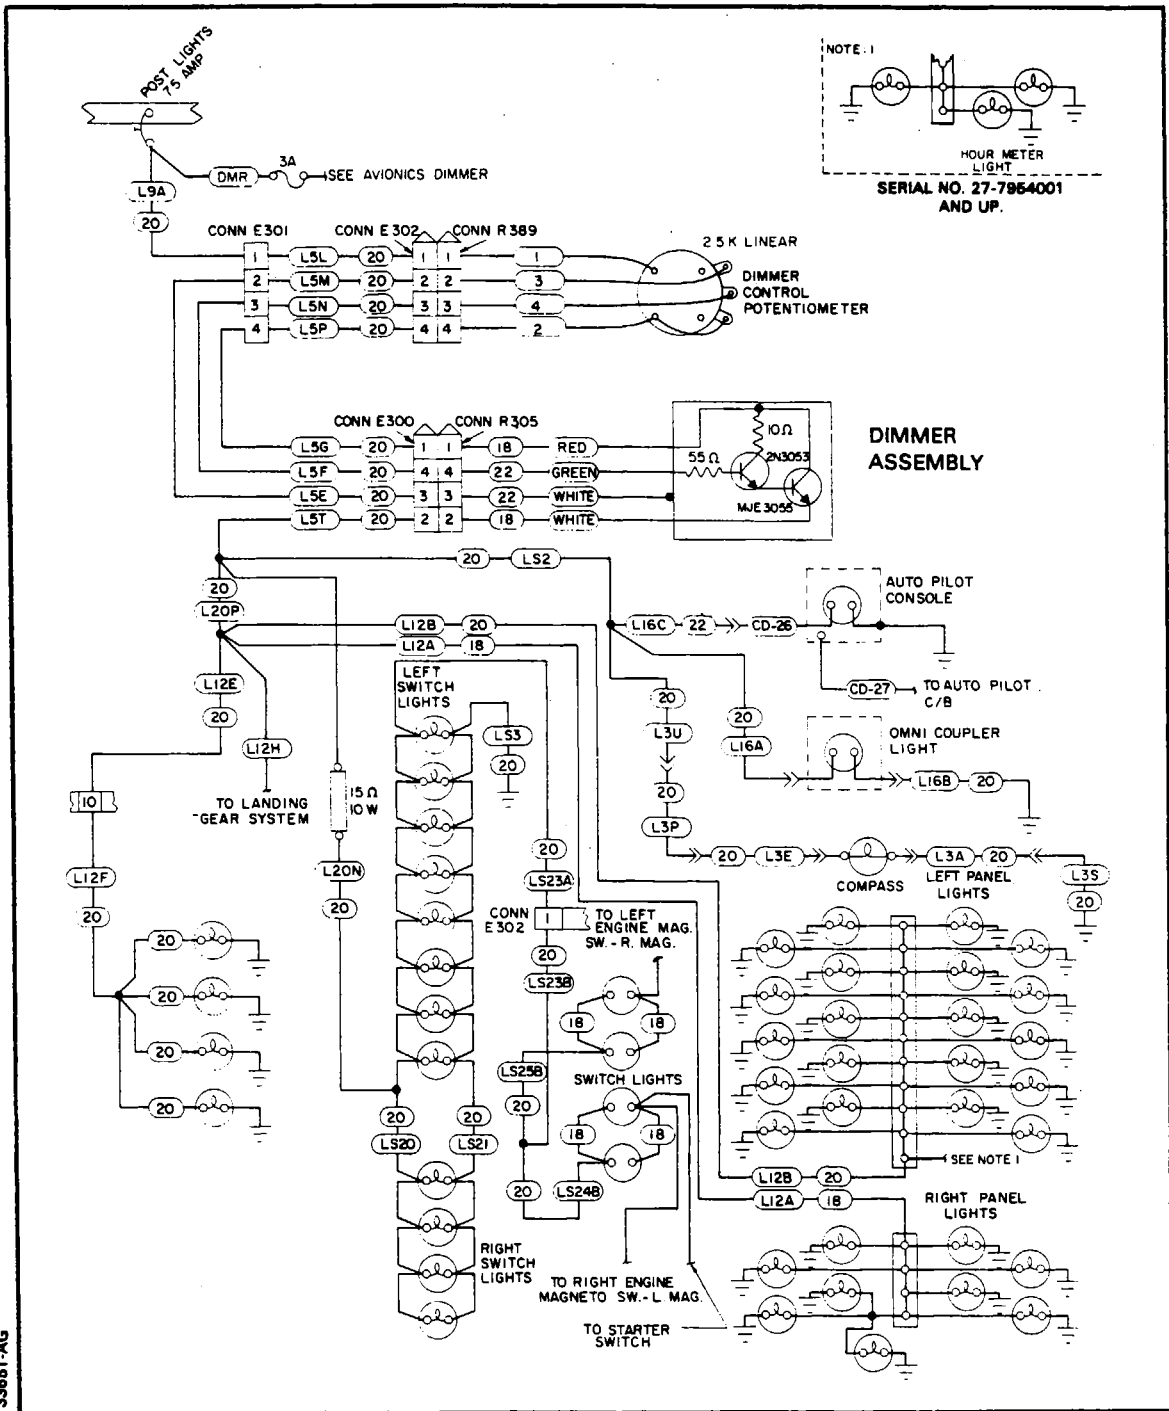 POST LIGHTS
7.5 AMP
NOTE: 1
HOUR METER
LIGHT
SERIAL NO. 27-7954001
AND UP.
L9A
DMR
3A
SEE AVIONICS DIMMER
20
CONN E301
CONN E302
CONN R389
2.5 K LINEAR
1 L5L 20 1 1 1
2 L5M 20 2 2 3
3 L5N 20 3 3 4
4 L5P 20 4 4 2
DIMMER
CONTROL
POTENTIOMETER
CONN E300
CONN R305
L5G 20 1 1 18 RED
L5F 20 4 4 22 GREEN
L5E 20 3 3 22 WHITE
L5T 20 2 2 18 WHITE
10Ω
55Ω
2N3053
MJE3055
DIMMER
ASSEMBLY
20 LS2
20
L20P
L12B 20
L12A 18
L16C 22 CD-26
AUTO PILOT
CONSOLE
CD-27
TO AUTO PILOT
C/B
L12E
20
L12H
TO LANDING
GEAR SYSTEM
LEFT
SWITCH
LIGHTS
LS3
20
20
L3U
20
L3P
20
L16A
OMNI COUPLER
LIGHT
L16B 20
10
L12F
20
15Ω
10W
L20N
20
20
LS23A
CONN
E302
1
TO LEFT
ENGINE MAG.
SW.-R. MAG.
20
LS23B
20 L3E
COMPASS
L3A 20
L3S
20
LEFT PANEL
LIGHTS
20
20
20
20
18 18
SWITCH LIGHTS
LS25B
20
18 18
20 LS24B
20
LS20
20
LS21
RIGHT
SWITCH
LIGHTS
SEE NOTE 1
L12B 20
L12A 18
RIGHT PANEL
LIGHTS
TO RIGHT ENGINE
MAGNETO SW.-L. MAG.
TO STARTER
SWITCH